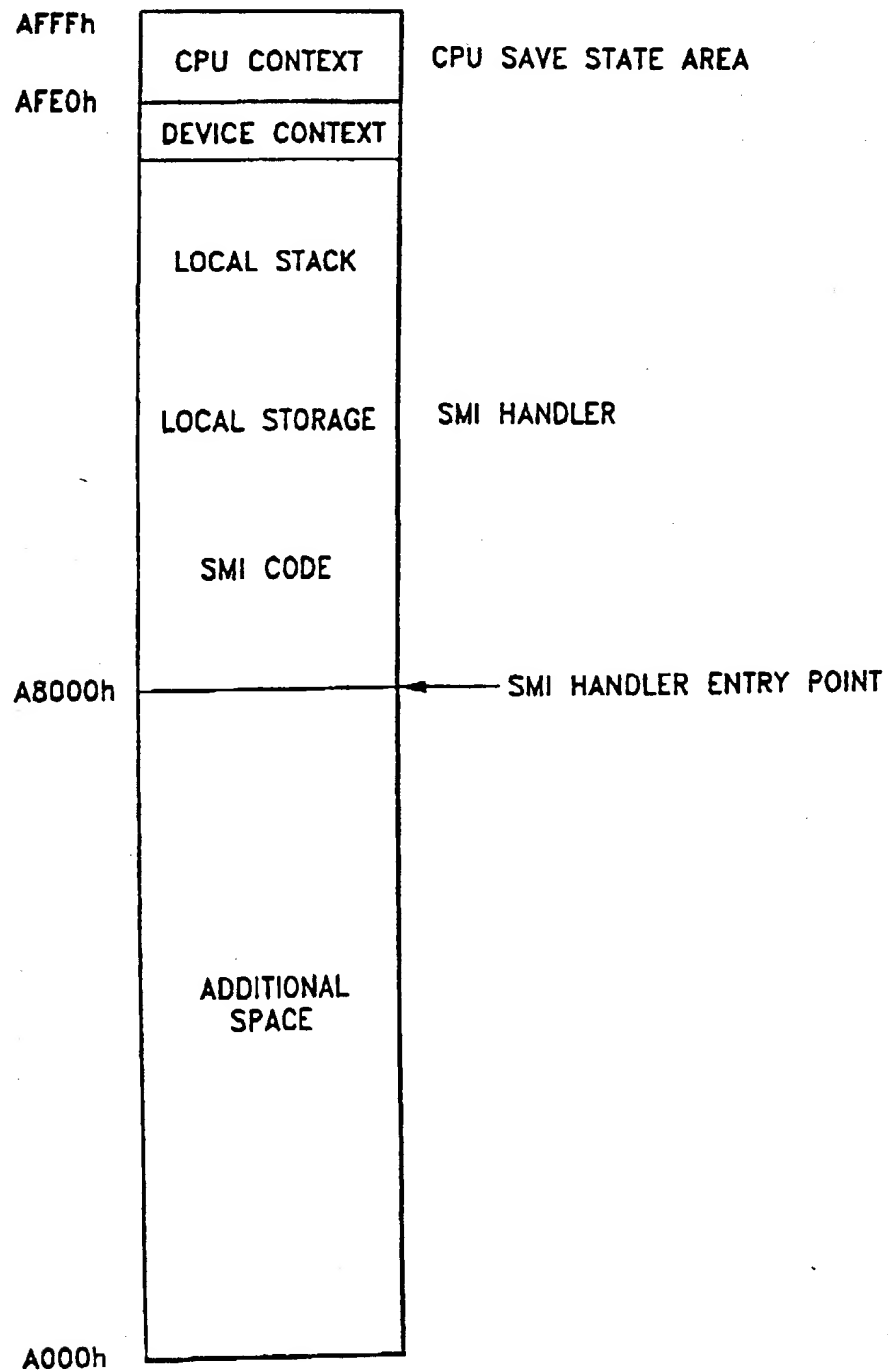 AFFFh
CPU CONTEXT
CPU SAVE STATE AREA
AFE0h
DEVICE CONTEXT
LOCAL STACK
LOCAL STORAGE
SMI HANDLER
SMI CODE
A8000h
SMI HANDLER ENTRY POINT
ADDITIONAL
SPACE
A000h